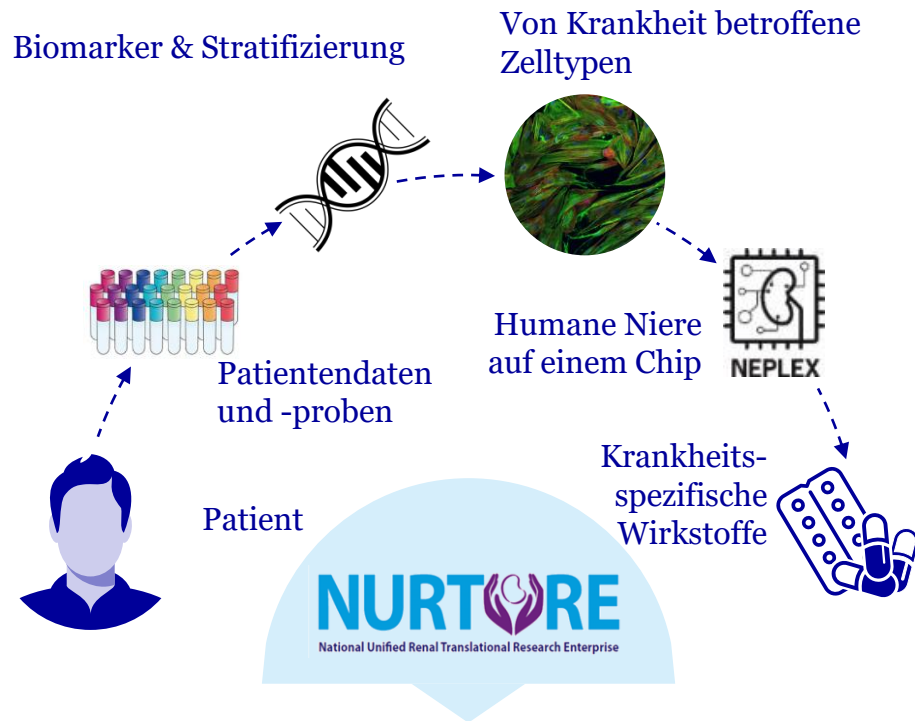 Biomarker & Stratifizierung
Von Krankheit betroffene
Zelltypen
Humane Niere
auf einem Chip
NEPLEX
Patientendaten
und -proben
Krankheits-
spezifische
Wirkstoffe
Patient
NURTURE
National Unified Renal Translational Research Enterprise